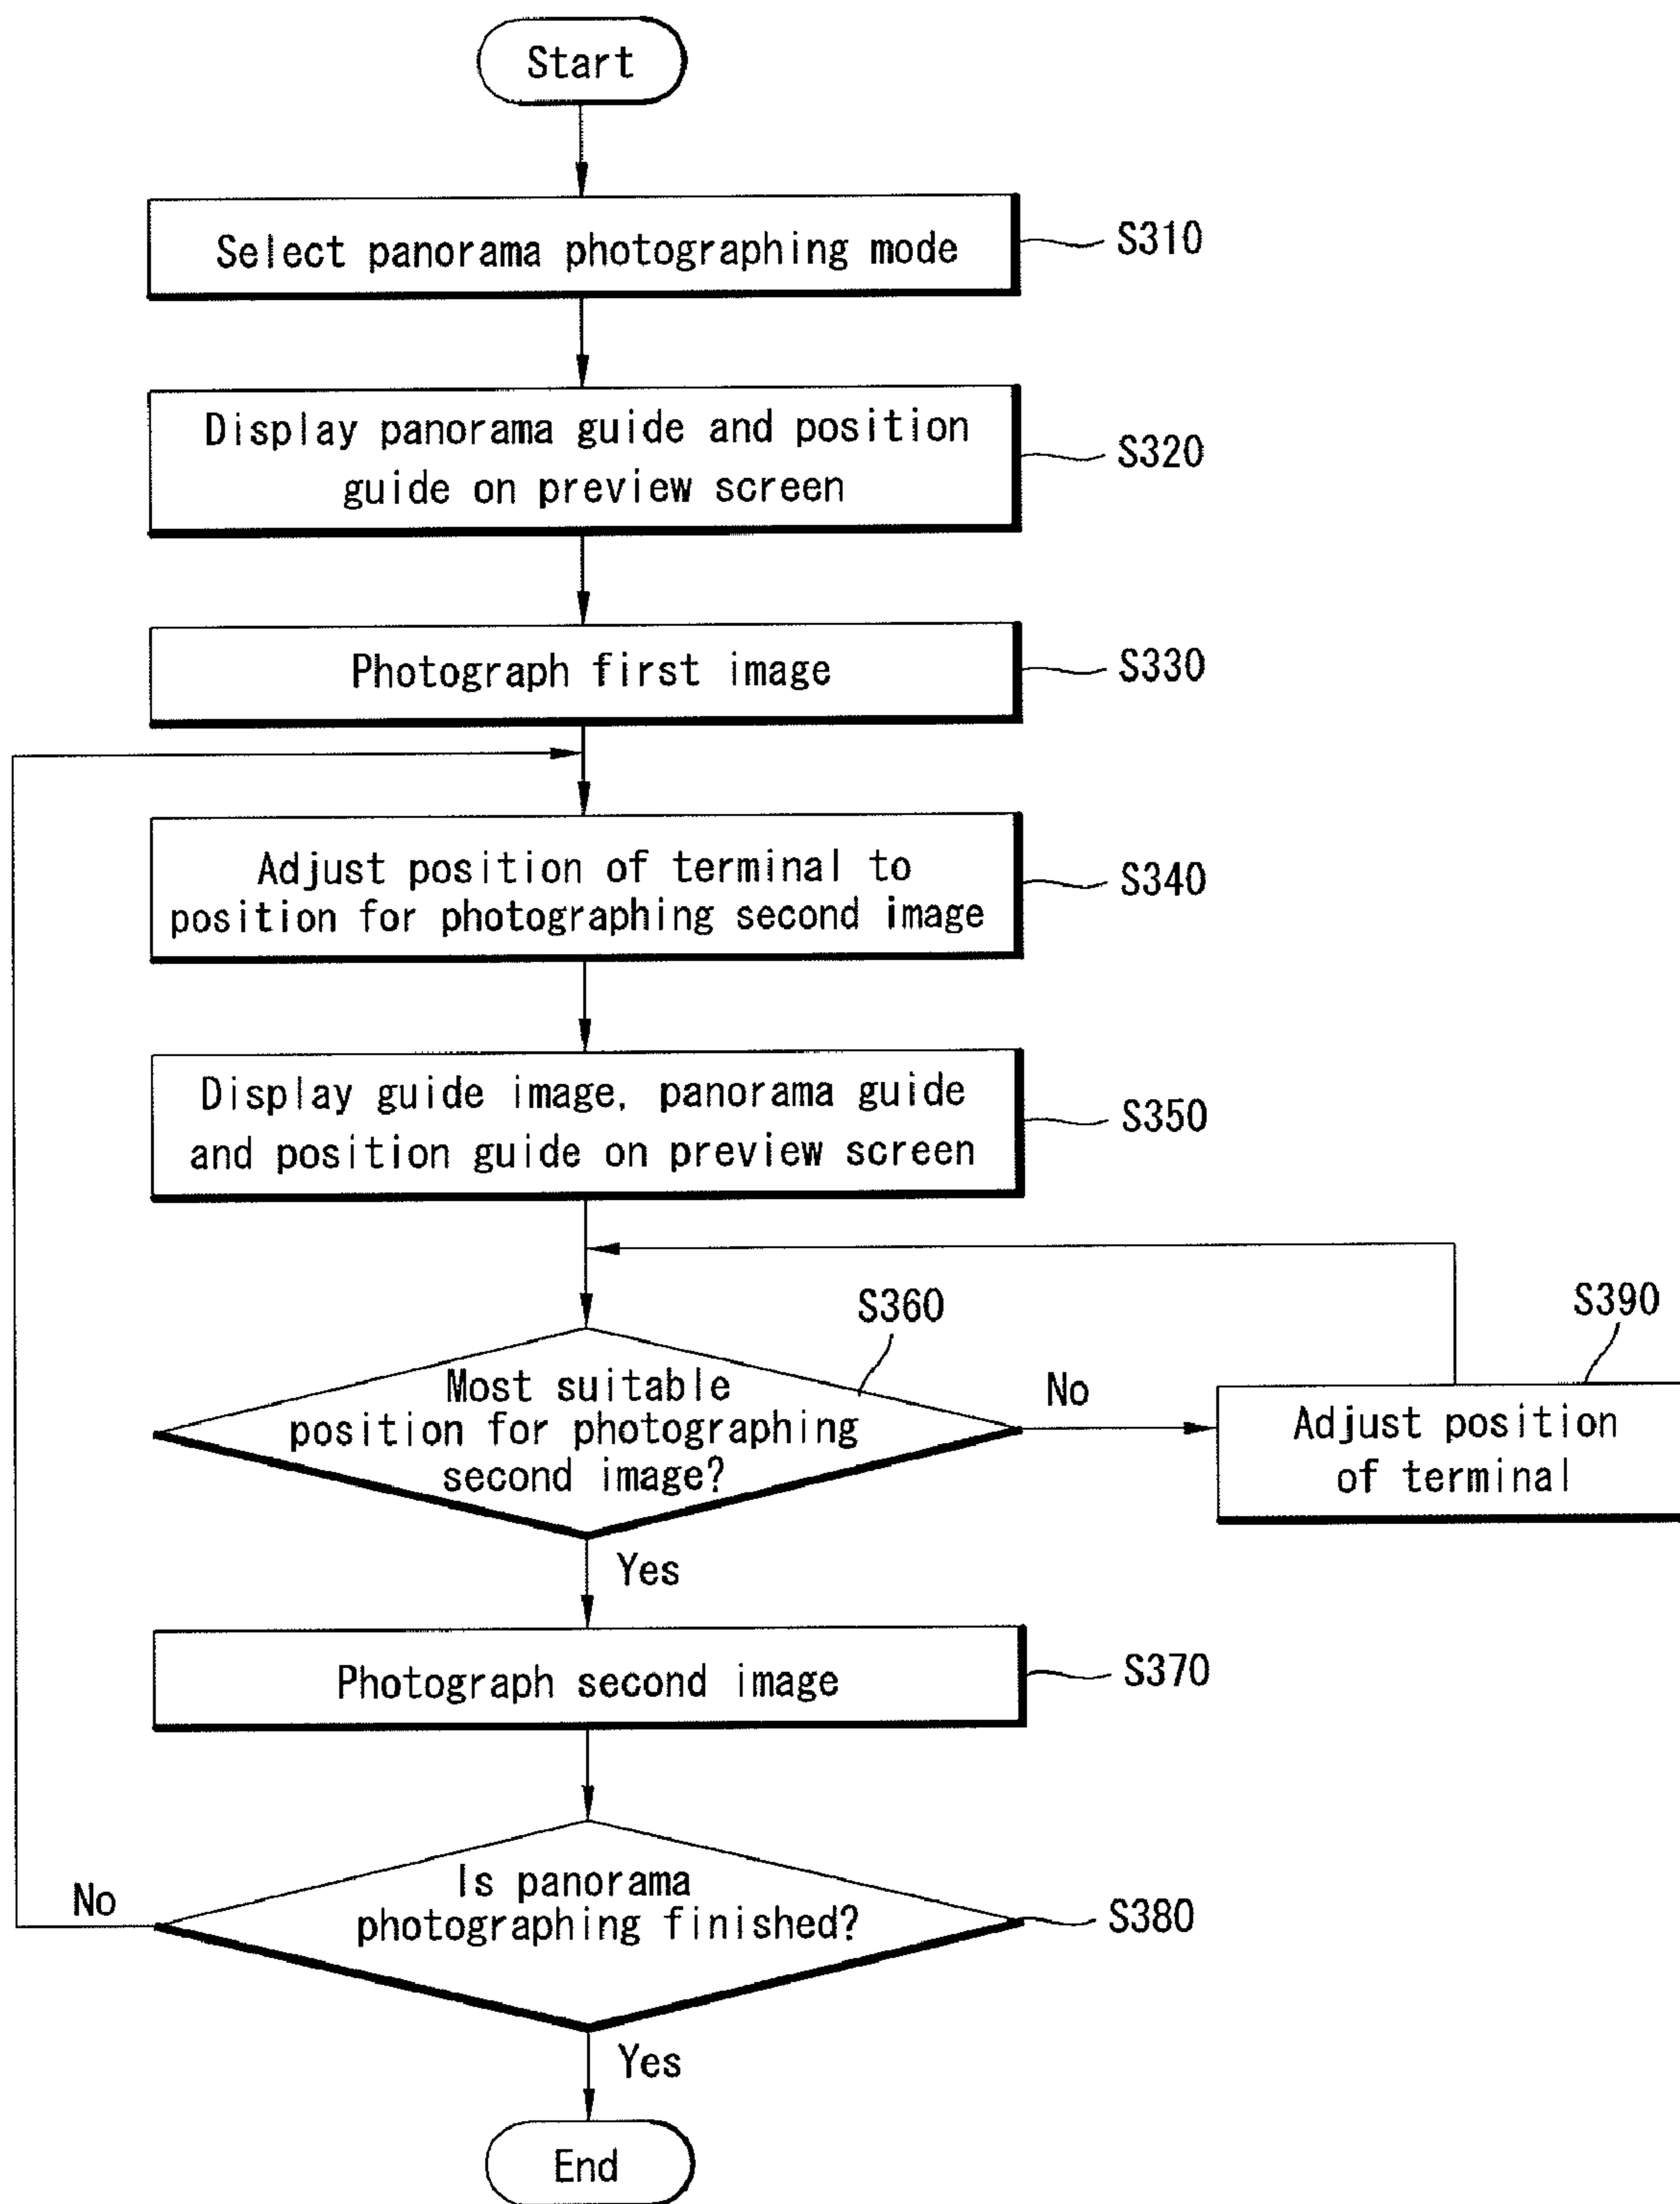 Start
Select panorama photographing mode
S310
Display panorama guide and position
guide on preview screen
S320
Photograph first image
S330
Adjust position of terminal to
position for photographing second image
S340
Display guide image, panorama guide
and position guide on preview screen
S350
S360
Most suitable
position for photographing
second image?
No
S390
Adjust position
of terminal
Yes
Photograph second image
S370
Is panorama
photographing finished?
No
S380
Yes
End